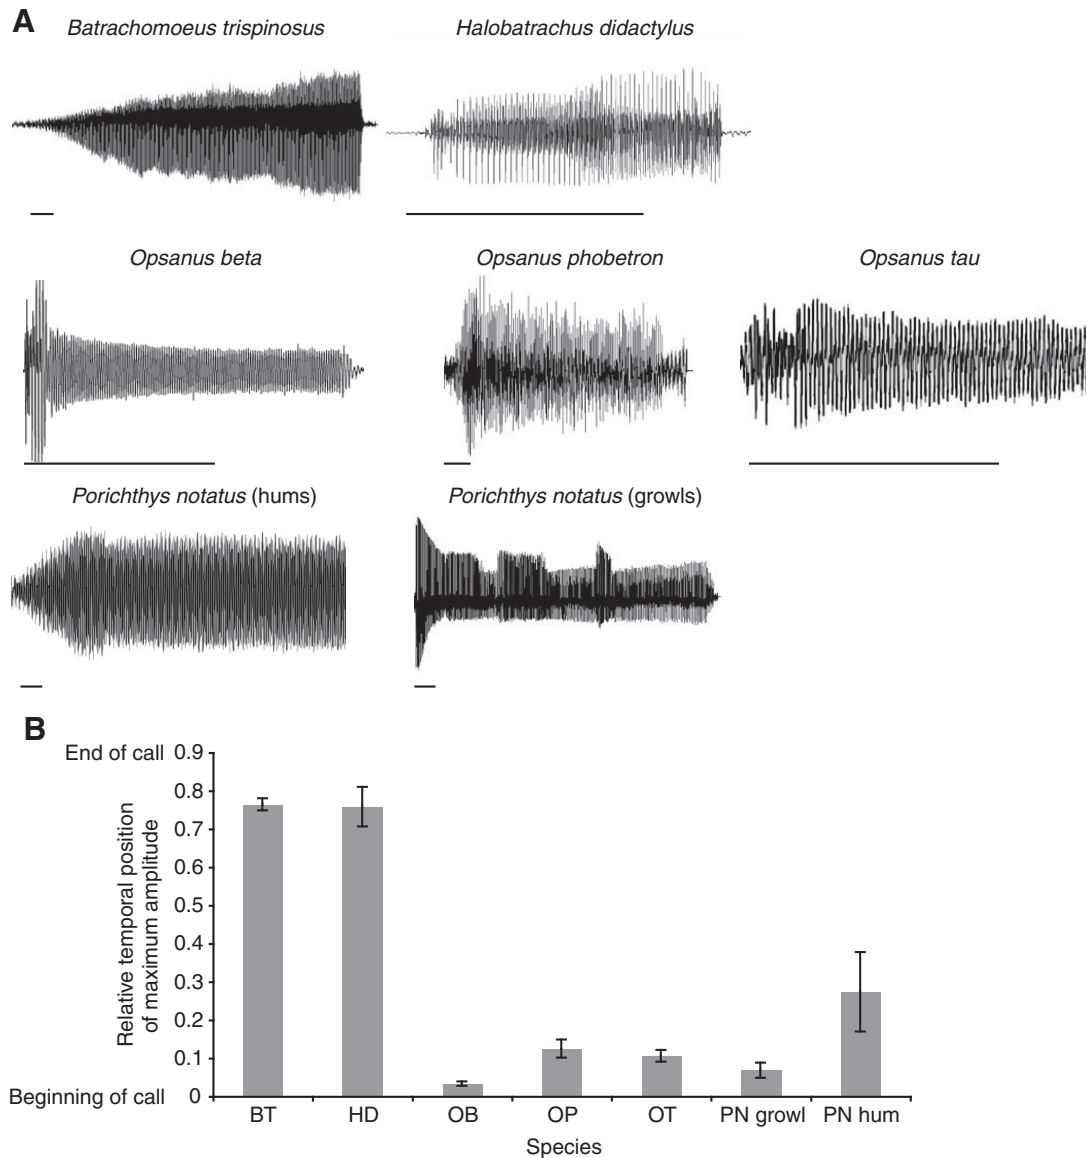 A
Batrachomoeus trispinosus
Halobatrachus didactylus
Opsanus beta
Opsanus phobetron
Opsanus tau
Porichthys notatus (hums)
Porichthys notatus (growls)
B
End of call
0.9
0.8
0.7
0.6
0.5
0.4
0.3
0.2
0.1
0
Beginning of call
Relative temporal position
of maximum amplitude
BT
HD
OB
OP
OT
PN growl
PN hum
Species